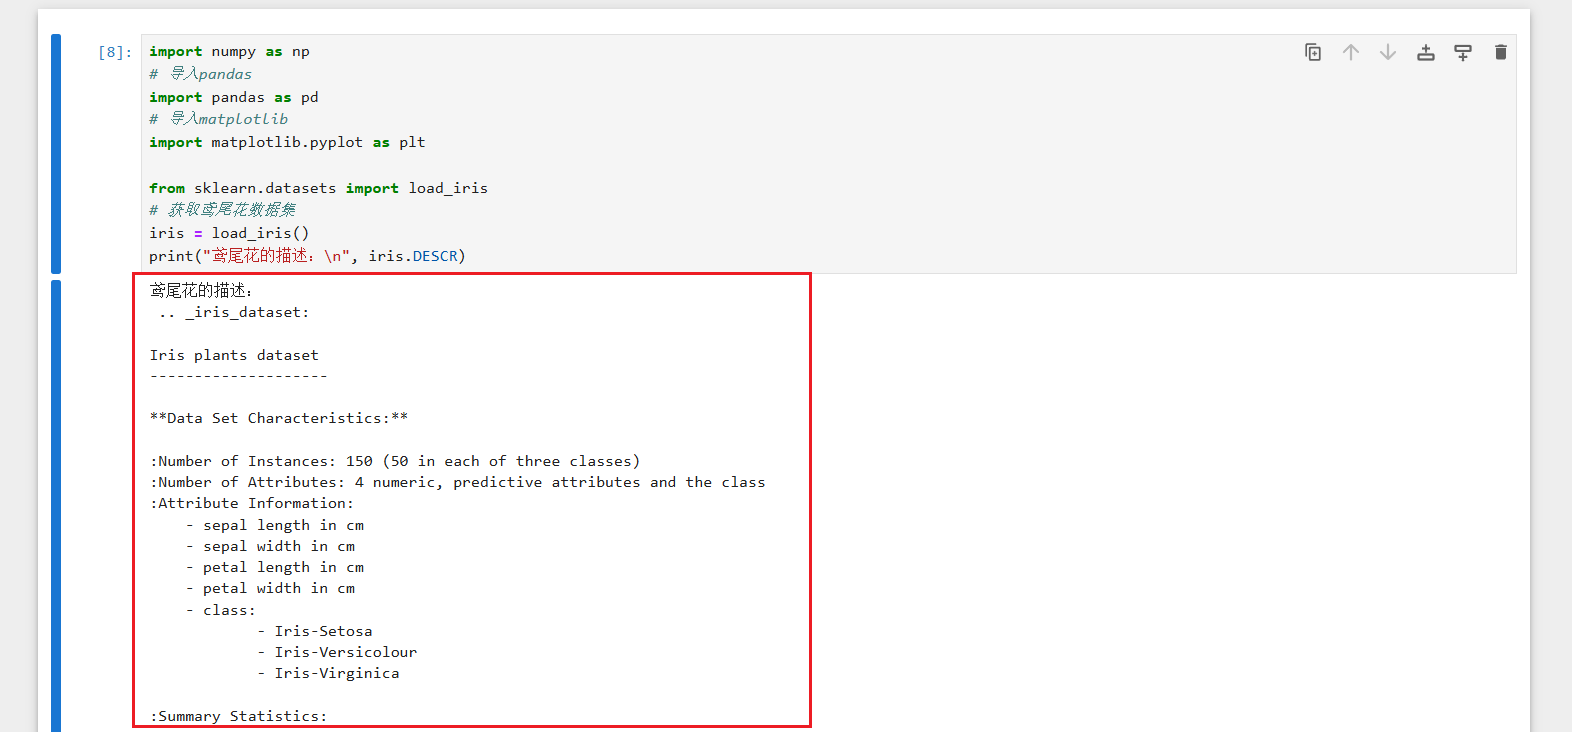 [8]:
import numpy as np
# 导入pandas
import pandas as pd
# 导入matplotlib
import matplotlib.pyplot as plt
from sklearn.datasets import load_iris
# 获取鸢尾花数据集
iris = load_iris()
print("鸢尾花的描述：\n", iris.DESCR)
鸢尾花的描述：
.. _iris_dataset:
Iris plants dataset
--------------------
**Data Set Characteristics:**
:Number of Instances: 150 (50 in each of three classes)
:Number of Attributes: 4 numeric, predictive attributes and the class
:Attribute Information:
- sepal length in cm
- sepal width in cm
- petal length in cm
- petal width in cm
- class:
- Iris-Setosa
- Iris-Versicolour
- Iris-Virginica
:Summary Statistics: